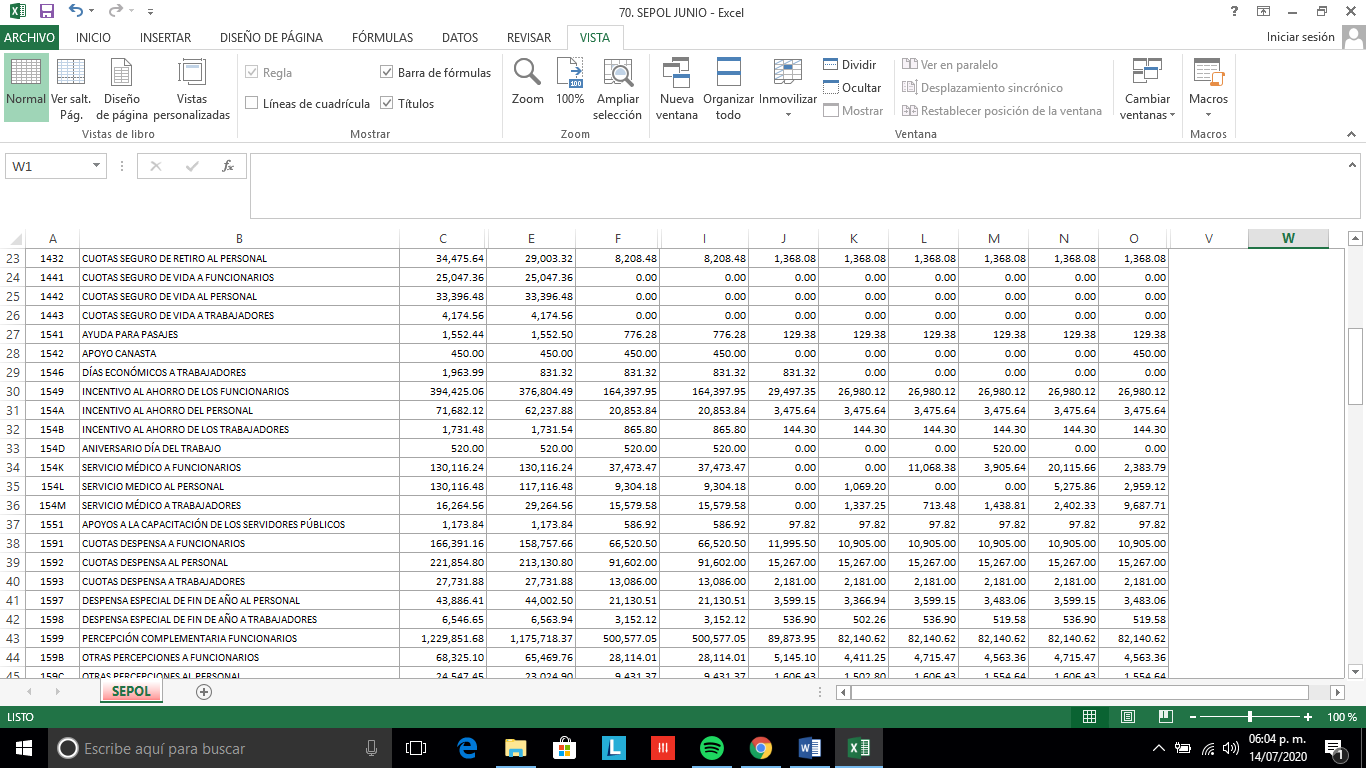 70. SEPOL JUNIO - Excel
ARCHIVO INICIO INSERTAR DISEÑO DE PÁGINA FÓRMULAS DATOS REVISAR VISTA Iniciar sesión
Normal Ver salt. Pág. Diseño de página Vistas personalizadas
Vistas de libro
Regla Barra de fórmulas
Líneas de cuadrícula Títulos
Mostrar
Zoom 100% Ampliar selección
Zoom
Nueva ventana Organizar todo Inmovilizar
Dividir Ver en paralelo
Ocultar Desplazamiento sincrónico
Mostrar Restablecer posición de la ventana
Cambiar ventanas
Ventana
Macros
Macros
W1 fx
A B C E F I J K L M N O V W
23 1432 CUOTAS SEGURO DE RETIRO AL PERSONAL 34,475.64 29,003.32 8,208.48 8,208.48 1,368.08 1,368.08 1,368.08 1,368.08 1,368.08 1,368.08
24 1441 CUOTAS SEGURO DE VIDA A FUNCIONARIOS 25,047.36 25,047.36 0.00 0.00 0.00 0.00 0.00 0.00 0.00 0.00
25 1442 CUOTAS SEGURO DE VIDA AL PERSONAL 33,396.48 33,396.48 0.00 0.00 0.00 0.00 0.00 0.00 0.00 0.00
26 1443 CUOTAS SEGURO DE VIDA A TRABAJADORES 4,174.56 4,174.56 0.00 0.00 0.00 0.00 0.00 0.00 0.00 0.00
27 1541 AYUDA PARA PASAJES 1,552.44 1,552.50 776.28 776.28 129.38 129.38 129.38 129.38 129.38 129.38
28 1542 APOYO CANASTA 450.00 450.00 450.00 450.00 0.00 0.00 0.00 0.00 0.00 450.00
29 1546 DÍAS ECONÓMICOS A TRABAJADORES 1,963.99 831.32 831.32 831.32 831.32 0.00 0.00 0.00 0.00 0.00
30 1549 INCENTIVO AL AHORRO DE LOS FUNCIONARIOS 394,425.06 376,804.49 164,397.95 164,397.95 29,497.35 26,980.12 26,980.12 26,980.12 26,980.12 26,980.12
31 154A INCENTIVO AL AHORRO DEL PERSONAL 71,682.12 62,237.88 20,853.84 20,853.84 3,475.64 3,475.64 3,475.64 3,475.64 3,475.64 3,475.64
32 154B INCENTIVO AL AHORRO DE LOS TRABAJADORES 1,731.48 1,731.54 865.80 865.80 144.30 144.30 144.30 144.30 144.30 144.30
33 154D ANIVERSARIO DÍA DEL TRABAJO 520.00 520.00 520.00 520.00 0.00 0.00 0.00 520.00 0.00 0.00
34 154K SERVICIO MÉDICO A FUNCIONARIOS 130,116.24 130,116.24 37,473.47 37,473.47 0.00 0.00 11,068.38 3,905.64 20,115.66 2,383.79
35 154L SERVICIO MEDICO AL PERSONAL 130,116.48 117,116.48 9,304.18 9,304.18 0.00 1,069.20 0.00 0.00 5,275.86 2,959.12
36 154M SERVICIO MÉDICO A TRABAJADORES 16,264.56 29,264.56 15,579.58 15,579.58 0.00 1,337.25 713.48 1,438.81 2,402.33 9,687.71
37 1551 APOYOS A LA CAPACITACIÓN DE LOS SERVIDORES PÚBLICOS 1,173.84 1,173.84 586.92 586.92 97.82 97.82 97.82 97.82 97.82 97.82
38 1591 CUOTAS DESPENSA A FUNCIONARIOS 166,391.16 158,757.66 66,520.50 66,520.50 11,995.50 10,905.00 10,905.00 10,905.00 10,905.00 10,905.00
39 1592 CUOTAS DESPENSA AL PERSONAL 221,854.80 213,130.80 91,602.00 91,602.00 15,267.00 15,267.00 15,267.00 15,267.00 15,267.00 15,267.00
40 1593 CUOTAS DESPENSA A TRABAJADORES 27,731.88 27,731.88 13,086.00 13,086.00 2,181.00 2,181.00 2,181.00 2,181.00 2,181.00 2,181.00
41 1597 DESPENSA ESPECIAL DE FIN DE AÑO AL PERSONAL 43,886.41 44,002.50 21,130.51 21,130.51 3,599.15 3,366.94 3,599.15 3,483.06 3,599.15 3,483.06
42 1598 DESPENSA ESPECIAL DE FIN DE AÑO A TRABAJADORES 6,546.65 6,563.94 3,152.12 3,152.12 536.90 502.26 536.90 519.58 536.90 519.58
43 1599 PERCEPCIÓN COMPLEMENTARIA FUNCIONARIOS 1,229,851.68 1,175,718.37 500,577.05 500,577.05 89,873.95 82,140.62 82,140.62 82,140.62 82,140.62 82,140.62
44 159B OTRAS PERCEPCIONES A FUNCIONARIOS 68,325.10 65,469.76 28,114.01 28,114.01 5,145.10 4,411.25 4,715.47 4,563.36 4,715.47 4,563.36
45 159C OTRAS PERCEPCIONES AL PERSONAL 24,547.45 23,024.90 9,431.37 9,431.37 1,606.43 1,502.80 1,606.43 1,554.64 1,606.43 1,554.64
SEPOL
LISTO 100 %
Escribe aquí para buscar
06:04 p. m.
14/07/2020
1